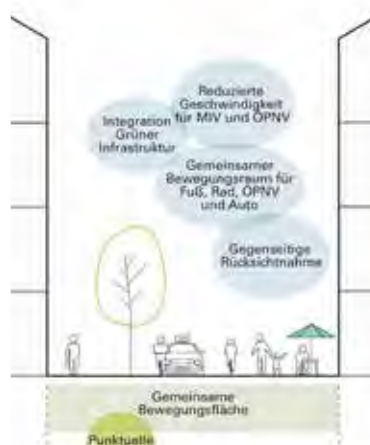 Reduzierte
Geschwindigkeit
für MIV und ÖPNV
Integration
Grüner
Infrastruktur
Gemeinsamer
Bewegungsraum für
Fuß, Rad, ÖPNV
und Auto
Gegenseitige
Rücksichtnahme
Gemeinsame
Bewegungsfläche
Punktuelle